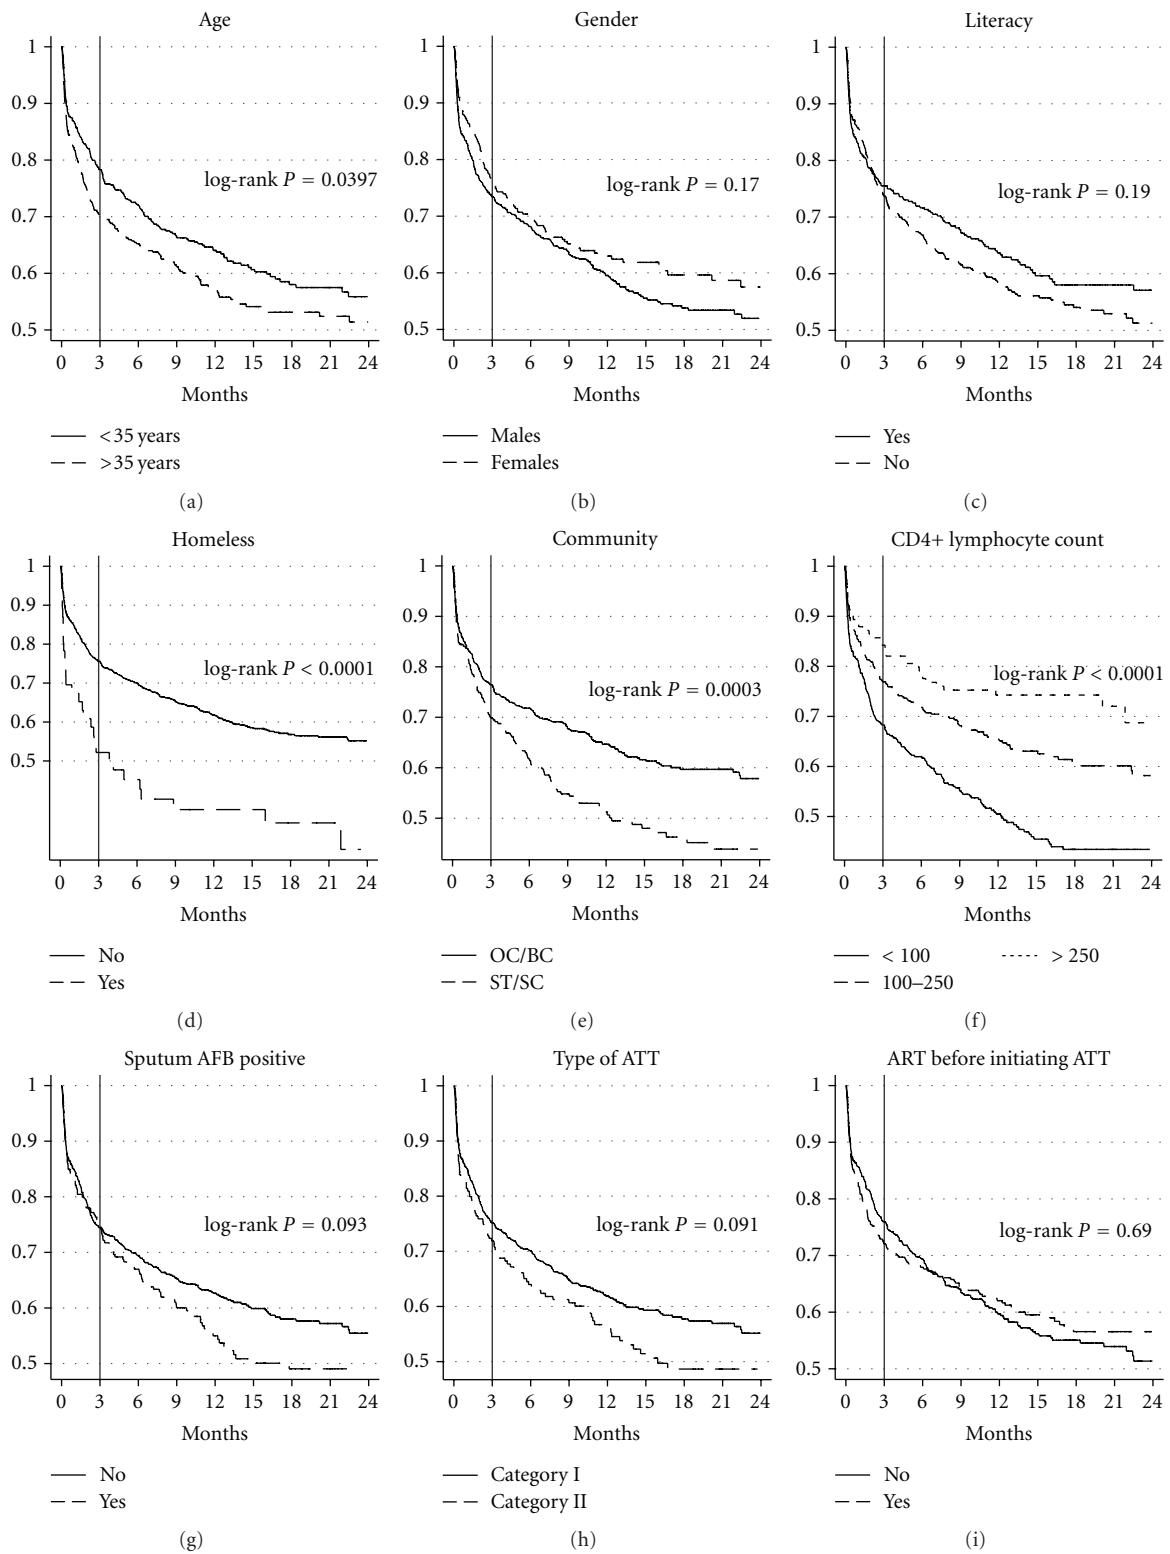 Age
1
0.9
0.8
0.7
0.6
0.5
log-rank P = 0.0397
0 3 6 9 12 15 18 21 24
Months
<35 years
>35 years
(a)
Gender
1
0.9
0.8
0.7
0.6
0.5
log-rank P = 0.17
0 3 6 9 12 15 18 21 24
Months
Males
Females
(b)
Literacy
1
0.9
0.8
0.7
0.6
0.5
log-rank P = 0.19
0 3 6 9 12 15 18 21 24
Months
Yes
No
(c)
Homeless
1
0.9
0.8
0.7
0.6
0.5
log-rank P < 0.0001
0 3 6 9 12 15 18 21 24
Months
No
Yes
(d)
Community
1
0.9
0.8
0.7
0.6
0.5
log-rank P = 0.0003
0 3 6 9 12 15 18 21 24
Months
OC/BC
ST/SC
(e)
CD4+ lymphocyte count
1
0.9
0.8
0.7
0.6
0.5
log-rank P < 0.0001
0 3 6 9 12 15 18 21 24
Months
< 100
> 250
100–250
(f)
Sputum AFB positive
1
0.9
0.8
0.7
0.6
0.5
log-rank P = 0.093
0 3 6 9 12 15 18 21 24
Months
No
Yes
(g)
Type of ATT
1
0.9
0.8
0.7
0.6
0.5
log-rank P = 0.091
0 3 6 9 12 15 18 21 24
Months
Category I
Category II
(h)
ART before initiating ATT
1
0.9
0.8
0.7
0.6
0.5
log-rank P = 0.69
0 3 6 9 12 15 18 21 24
Months
No
Yes
(i)